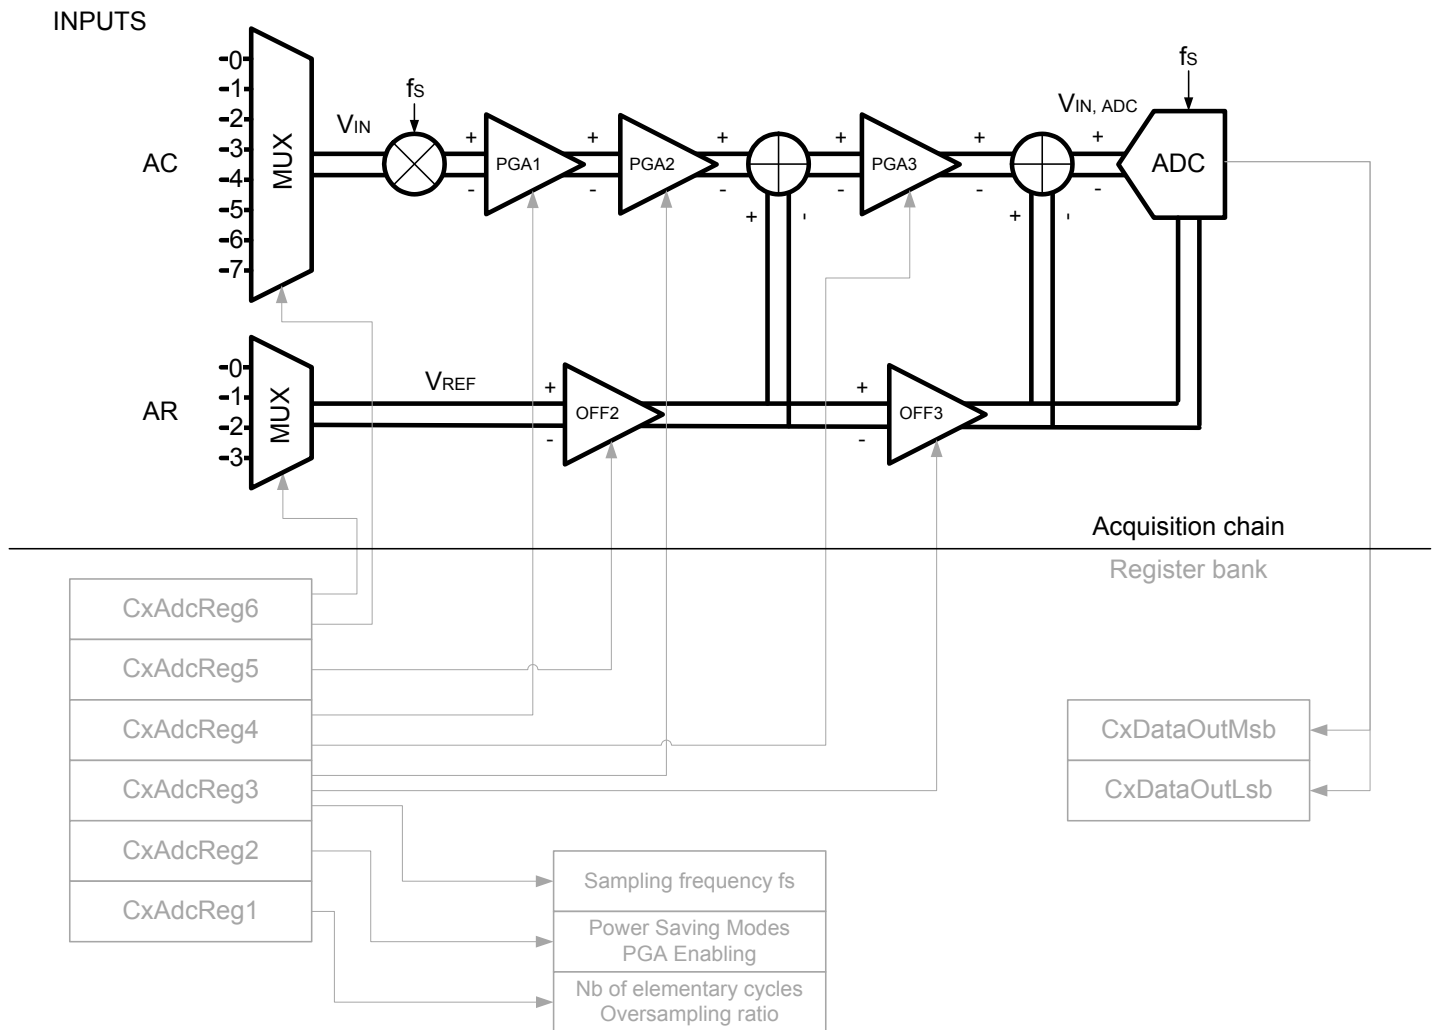 INPUTS
AC
0
1
2
3
4
5
6
7
MUX
VIN
fs
+
-
PGA1
+
-
PGA2
+
-
+
-
+
-
PGA3
+
-
+
-
VIN, ADC
+
-
fs
ADC
AR
0
1
2
3
MUX
VREF
+
-
OFF2
+
-
OFF3
Acquisition chain
Register bank
CxAdcReg6
CxAdcReg5
CxAdcReg4
CxAdcReg3
CxAdcReg2
CxAdcReg1
CxDataOutMsb
CxDataOutLsb
Sampling frequency fs
Power Saving Modes
PGA Enabling
Nb of elementary cycles
Oversampling ratio